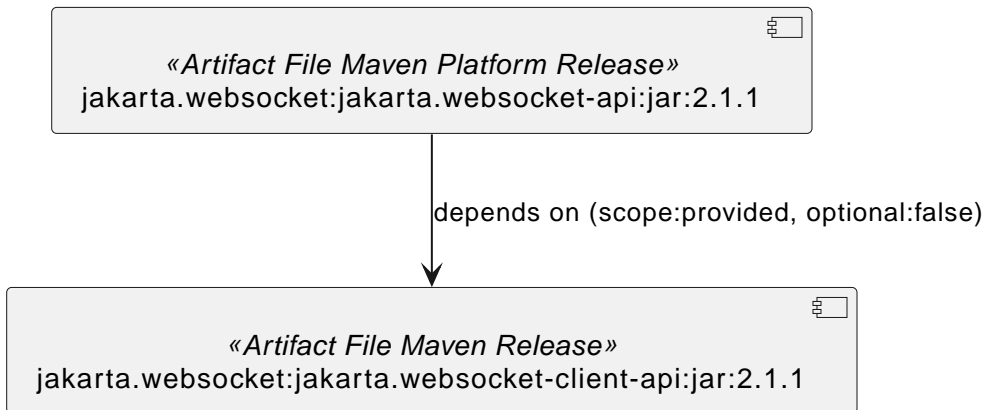 «Artifact File Maven Platform Release»
jakarta.websocket:jakarta.websocket-api:jar:2.1.1
depends on (scope:provided, optional:false)
«Artifact File Maven Release»
jakarta.websocket:jakarta.websocket-client-api:jar:2.1.1